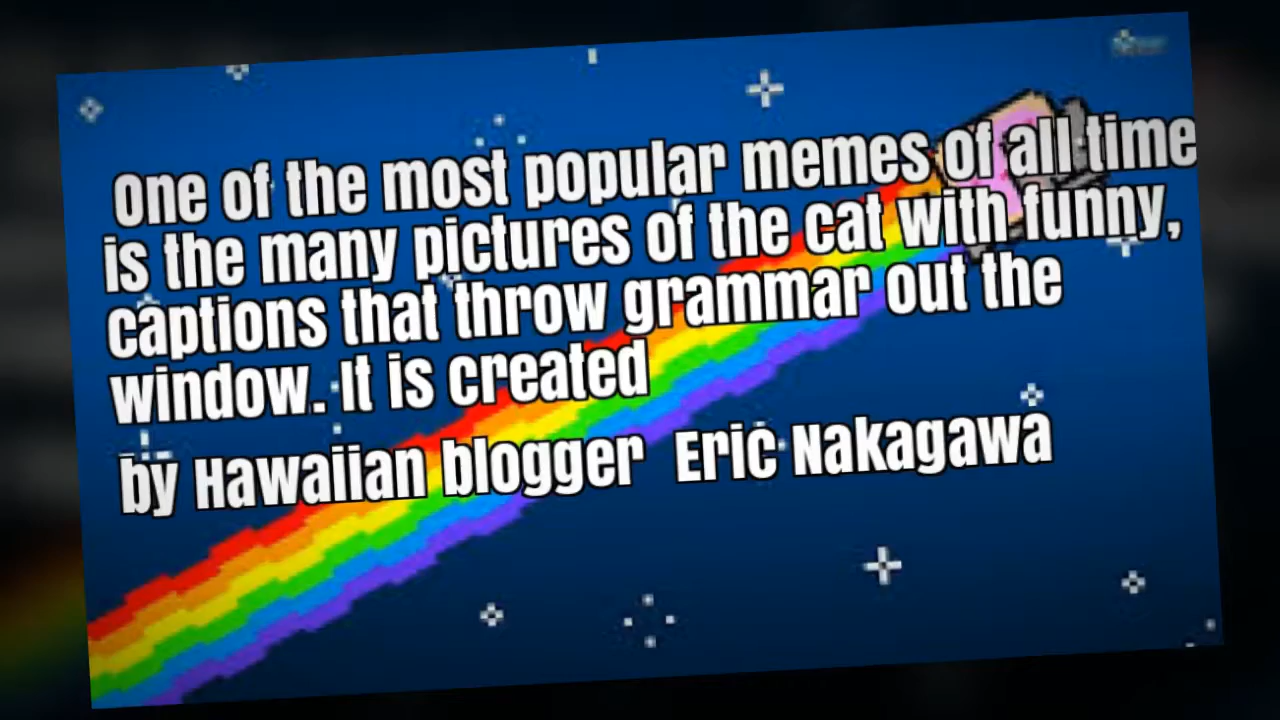 One of the most popular memes of all time
is the many pictures of the cat with funny,
captions that throw grammar out the
window. It is created
by Hawaiian blogger Eric Nakagawa